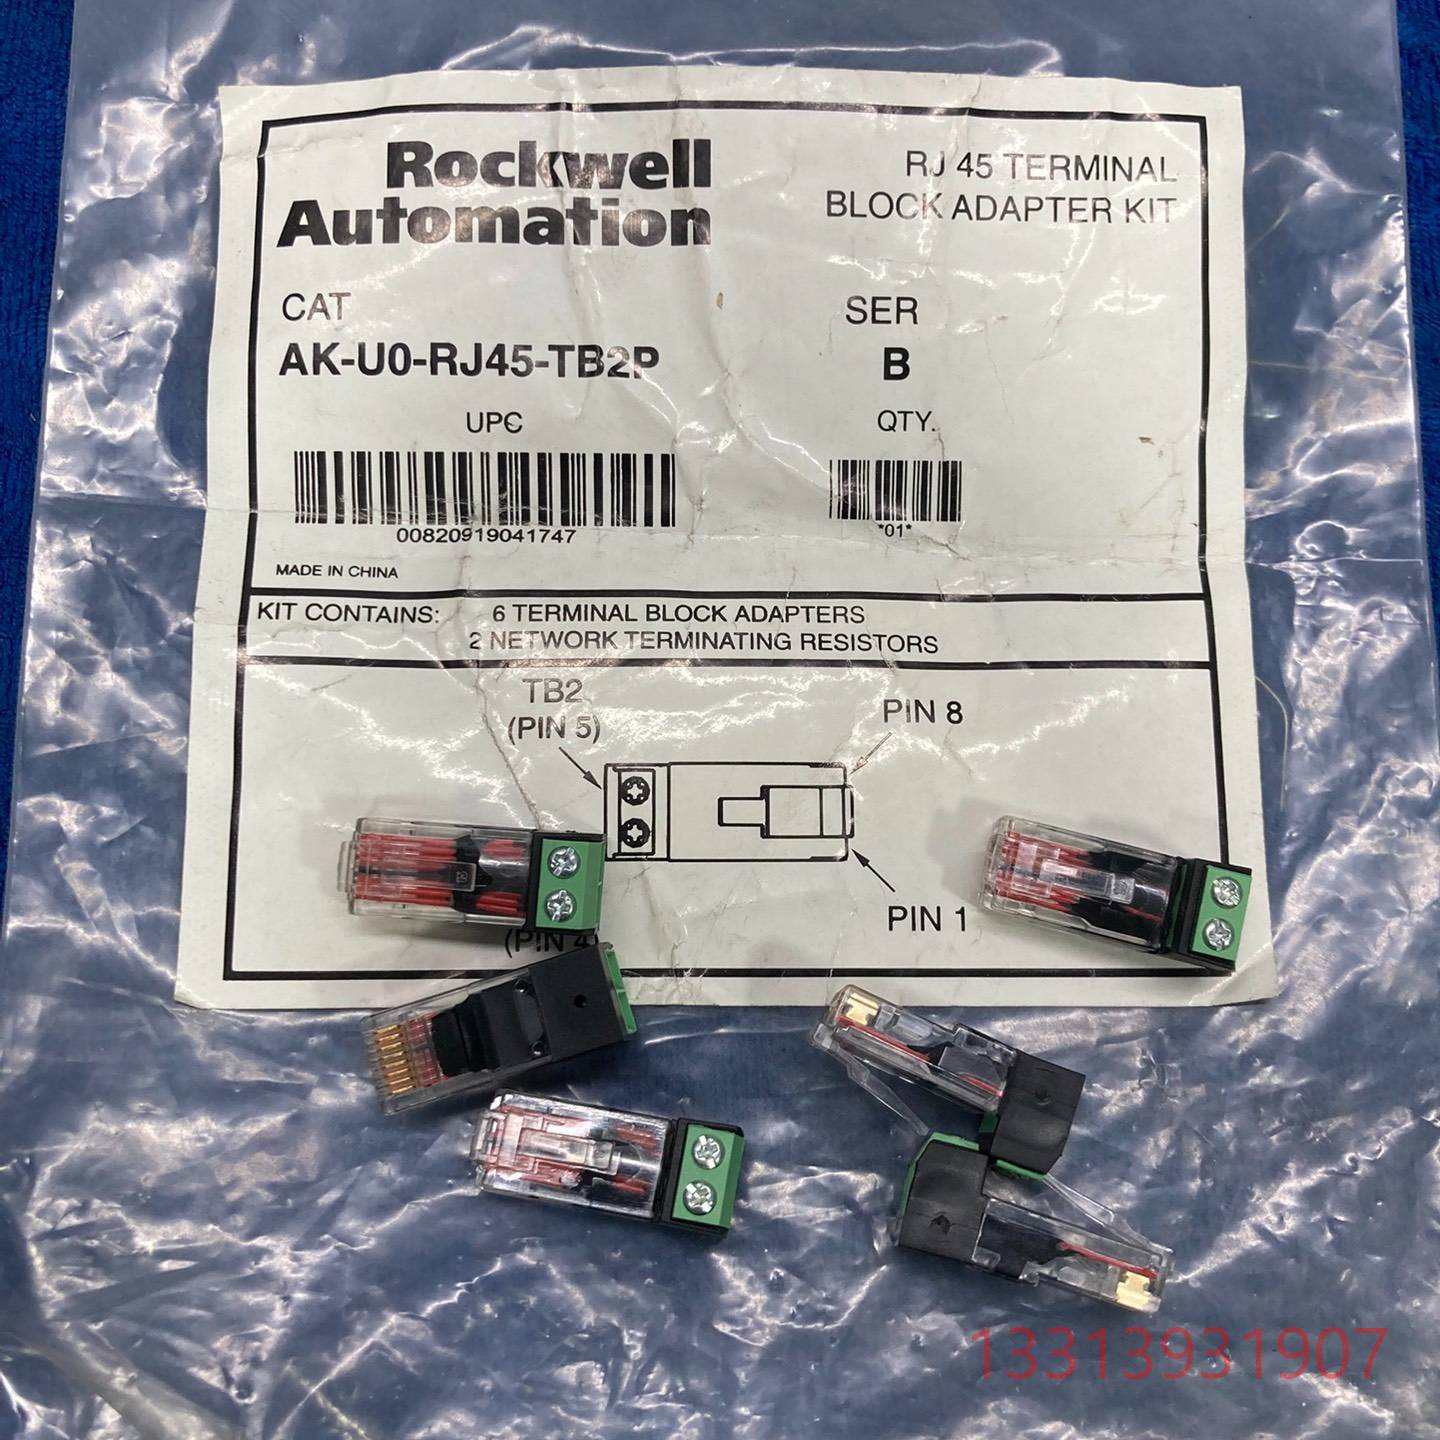 Rockwell
Automation
RJ 45 TERMINAL
BLOCK ADAPTER KIT
CAT
AK-U0-RJ45-TB2P
SER
B
UPC
00820919041747
QTY.
*01*
MADE IN CHINA
KIT CONTAINS: 6 TERMINAL BLOCK ADAPTERS
2 NETWORK TERMINATING RESISTORS
TB2
(PIN 5)
PIN 8
PIN 1
(PIN 4)
13313931907